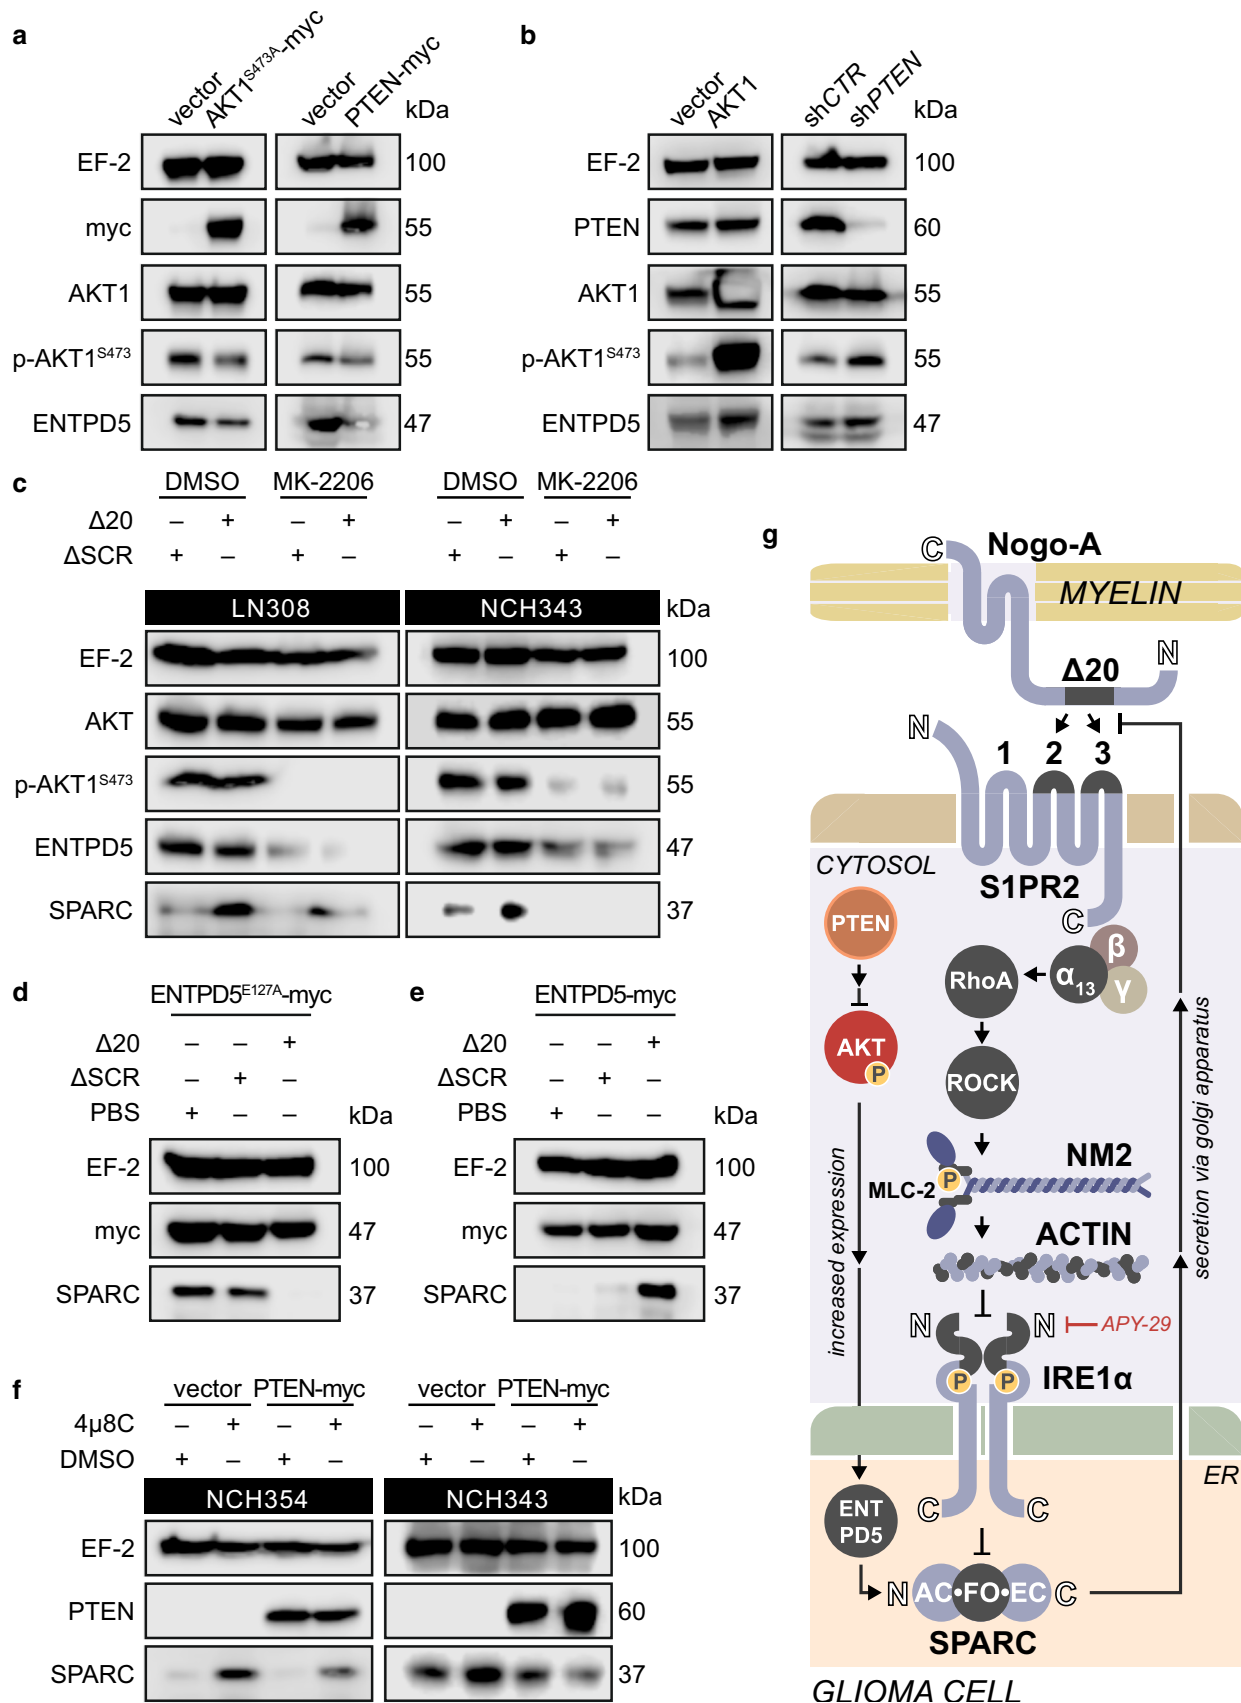 a
vector
AKT1S473A-myc
vector
PTEN-myc
kDa
EF-2
100
myc
55
AKT1
55
p-AKT1S473
55
ENTPD5
47
b
vector
AKT1
shCTR
shPTEN
kDa
EF-2
100
PTEN
60
AKT1
55
p-AKT1S473
55
ENTPD5
47
c
DMSO MK-2206 DMSO MK-2206
Δ20 – + – + – + – +
ΔSCR + – + – + – + –
LN308 NCH343 kDa
EF-2 100
AKT 55
p-AKT1S473 55
ENTPD5 47
SPARC 37
d
ENTPD5E127A-myc
Δ20 – – +
ΔSCR – + –
PBS + – – kDa
EF-2 100
myc 47
SPARC 37
e
ENTPD5-myc
Δ20 – – +
ΔSCR – + –
PBS + – – kDa
EF-2 100
myc 47
SPARC 37
f
vector PTEN-myc vector PTEN-myc
4μ8C – + – + – + – +
DMSO + – + – + – + –
NCH354 NCH343 kDa
EF-2 100
PTEN 60
SPARC 37
g
C Nogo-A
MYELIN
N
Δ20
N
1 2 3
CYTOSOL
S1PR2
C
PTEN
β
RhoA α13 γ
AKT
P
ROCK
NM2
MLC-2 P
ACTIN
increased expression
secretion via golgi apparatus
N N APY-29
P P IRE1α
ER
C C
ENT
PD5
N AC•FO•EC C
SPARC
GLIOMA CELL